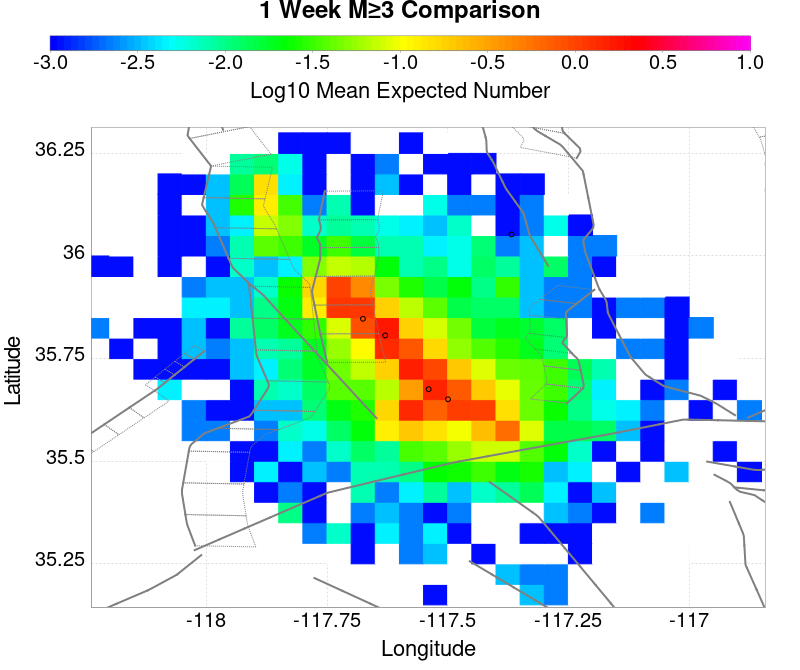 1 Week M≥3 Comparison
-3.0 -2.5 -2.0 -1.5 -1.0 -0.5 0.0 0.5 1.0
Log10 Mean Expected Number
36.25
36
35.75
35.5
35.25
Latitude
-118 -117.75 -117.5 -117.25 -117
Longitude